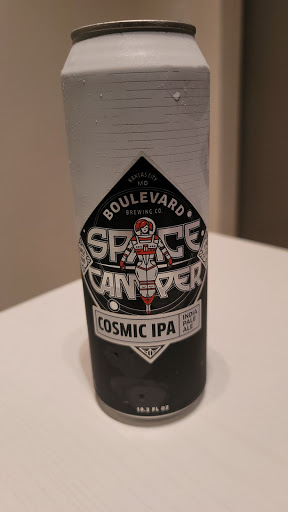 KANSAS CITY
MO
BOULEVARD
BREWING CO.
SPACE
CAMPER
COSMIC IPA
INDIA
PALE
ALE
19.2 FL OZ